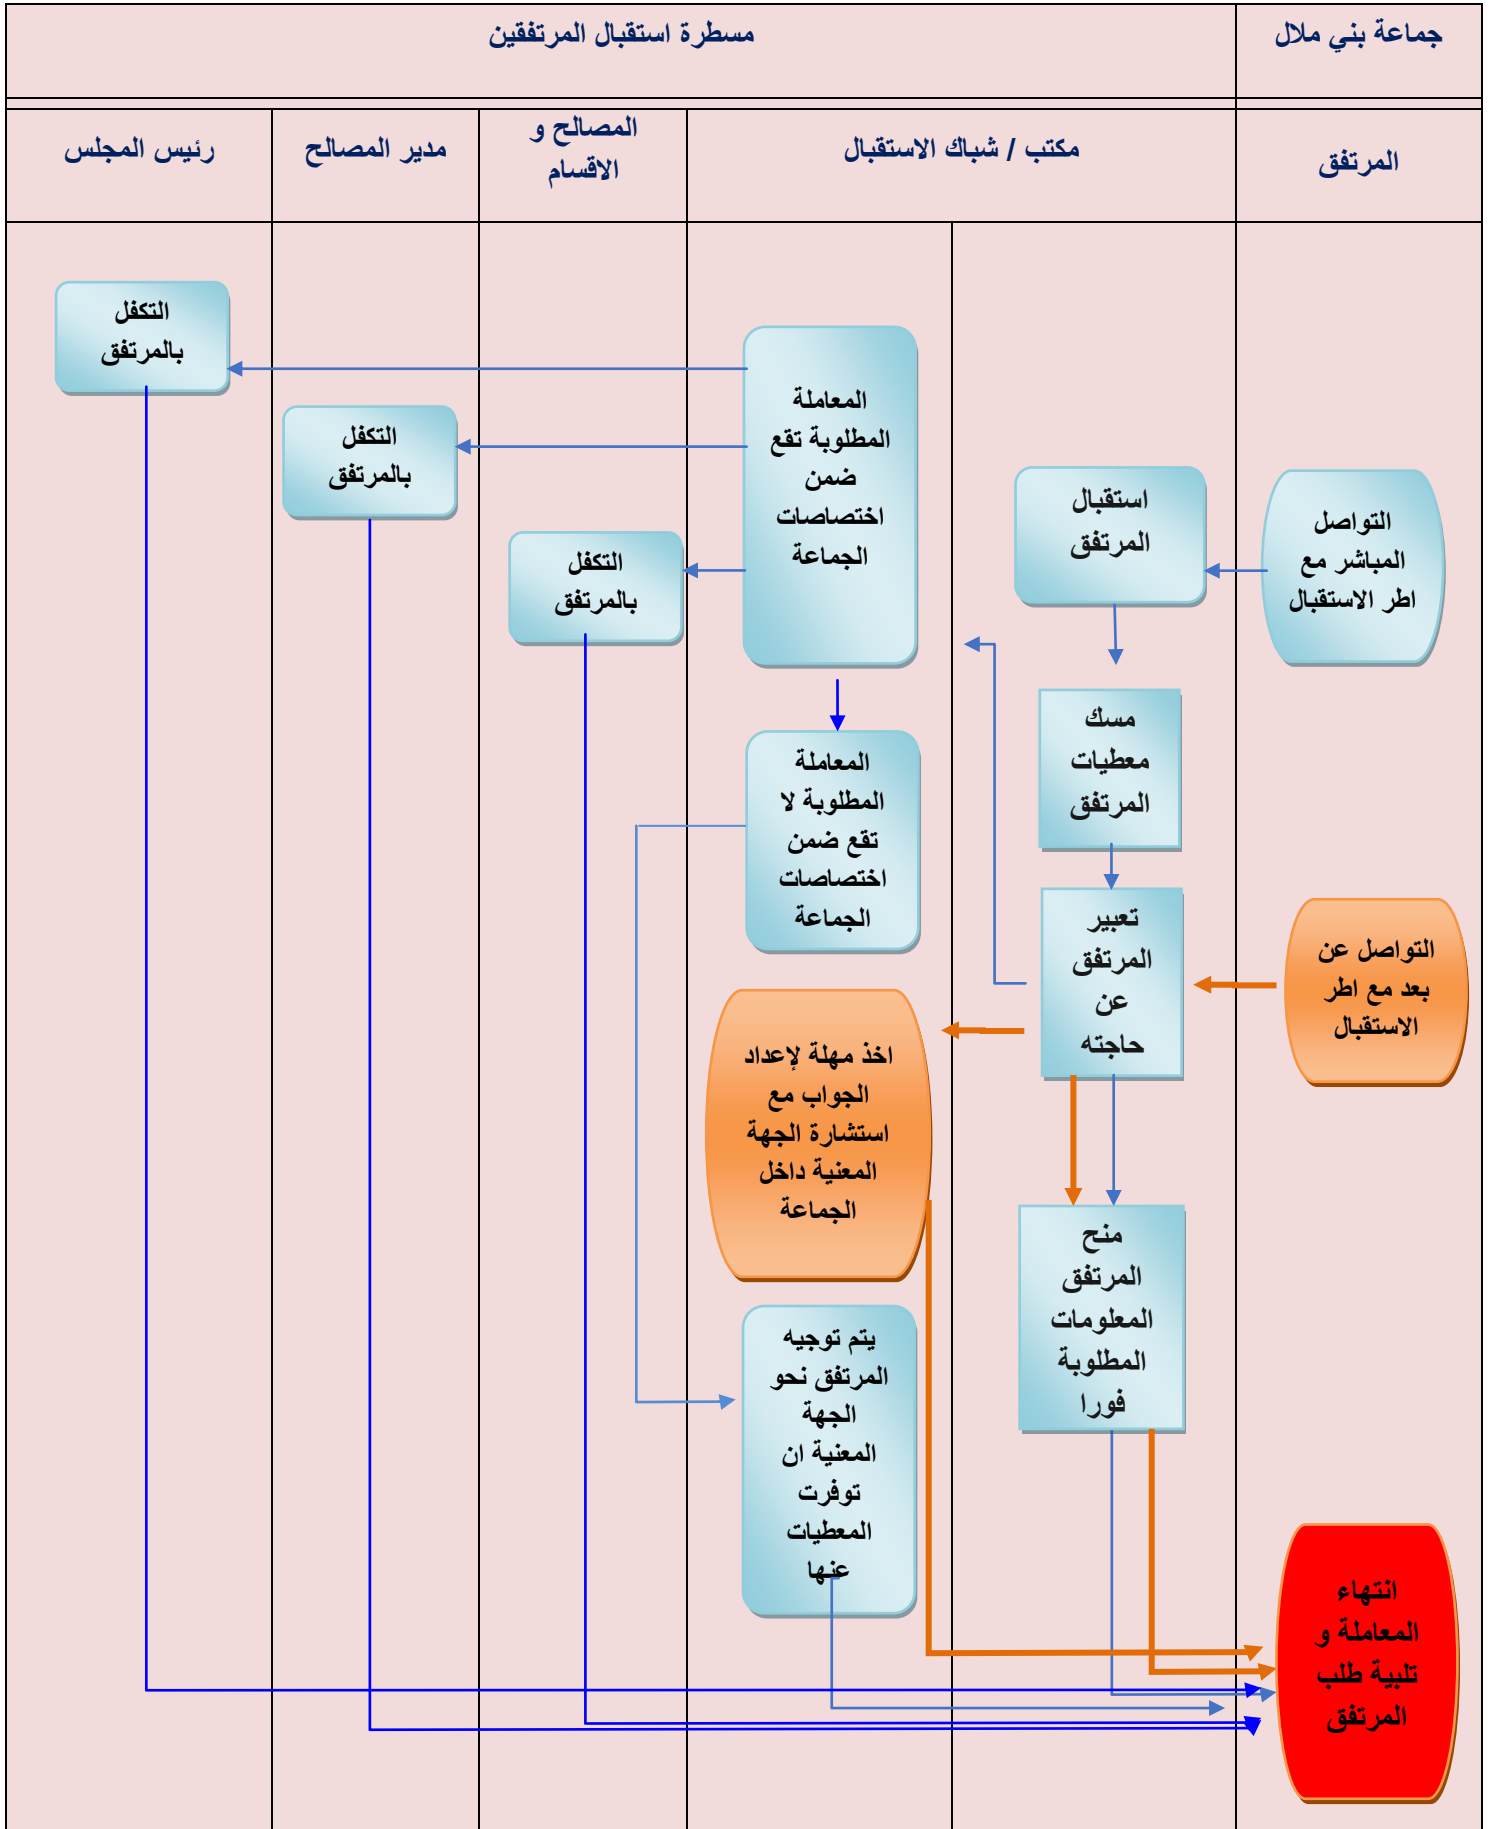 جماعة بني ملال
مسطرة استقبال المرتفقين
المرتفق
مكتب / شباك الاستقبال
المصالح و
الاقسام
مدير المصالح
رئيس المجلس
التواصل
المباشر مع
اطر الاستقبال
التواصل عن
بعد مع اطر
الاستقبال
انتهاء
المعاملة و
تلبية طلب
المرتفق
استقبال
المرتفق
مسك
معطيات
المرتفق
تعبير
المرتفق
عن
حاجته
منح
المرتفق
المعلومات
المطلوبة
فورا
المعاملة
المطلوبة تقع
ضمن
اختصاصات
الجماعة
المعاملة
المطلوبة لا
تقع ضمن
اختصاصات
الجماعة
اخذ مهلة لإعداد
الجواب مع
استشارة الجهة
المعنية داخل
الجماعة
يتم توجيه
المرتفق نحو
الجهة
المعنية ان
توفرت
المعطيات
عنها
التكفل
بالمرتفق
التكفل
بالمرتفق
التكفل
بالمرتفق